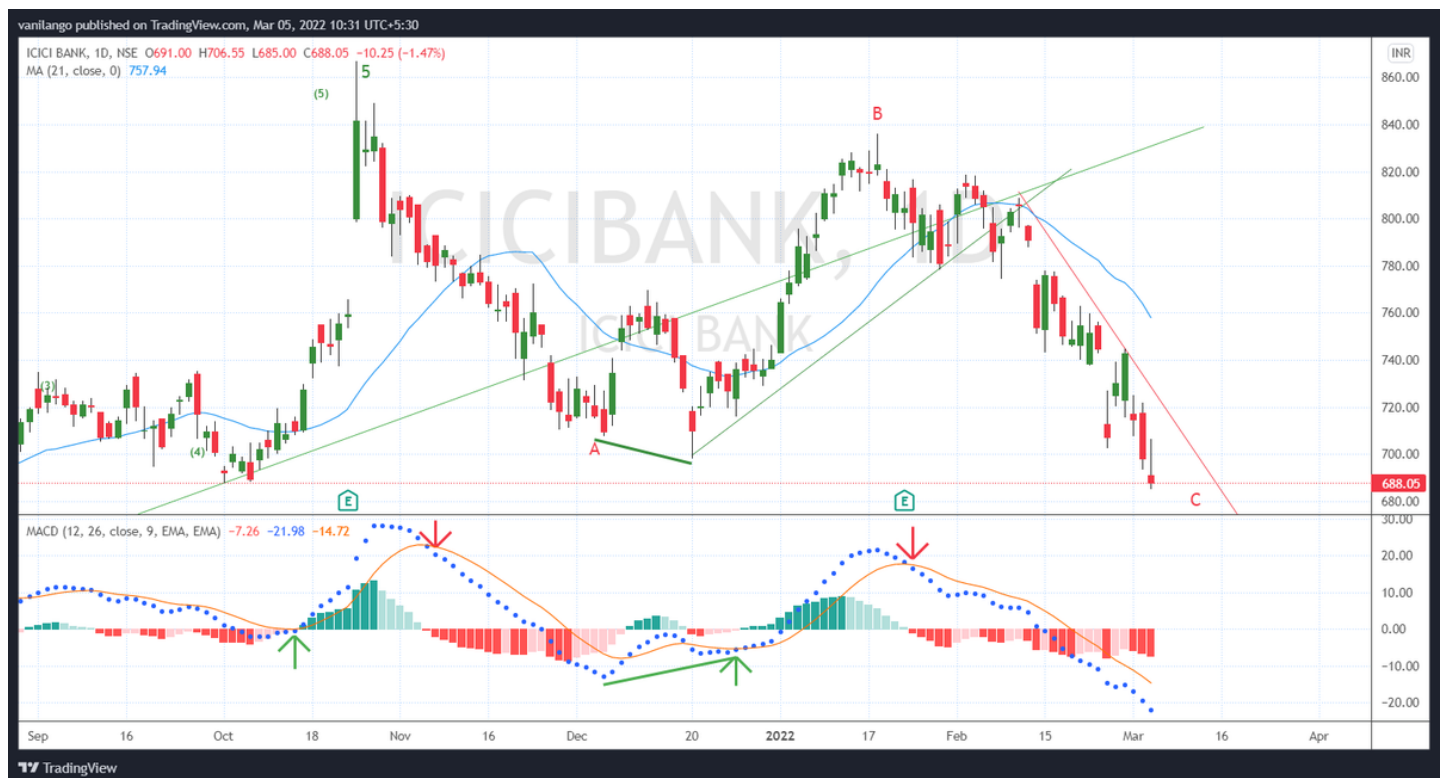 vanilango published on TradingView.com, Mar 05, 2022 10:31 UTC+5:30
ICICI BANK, 1D, NSE O691.00 H706.55 L685.00 C688.05 −10.25 (−1.47%)
MA (21, close, 0) 757.94
INR
860.00
840.00
820.00
800.00
780.00
760.00
740.00
720.00
700.00
688.05
680.00
5
(5)
B
ICICIBANK, 1D
ICICI BANK
(3)
(4)
A
C
E
E
MACD (12, 26, close, 9, EMA, EMA) −7.26 −21.98 −14.72
30.00
20.00
10.00
0.00
−10.00
−20.00
Sep 16 Oct 18 Nov 16 Dec 20 2022 17 Feb 15 Mar 16 Apr
TradingView